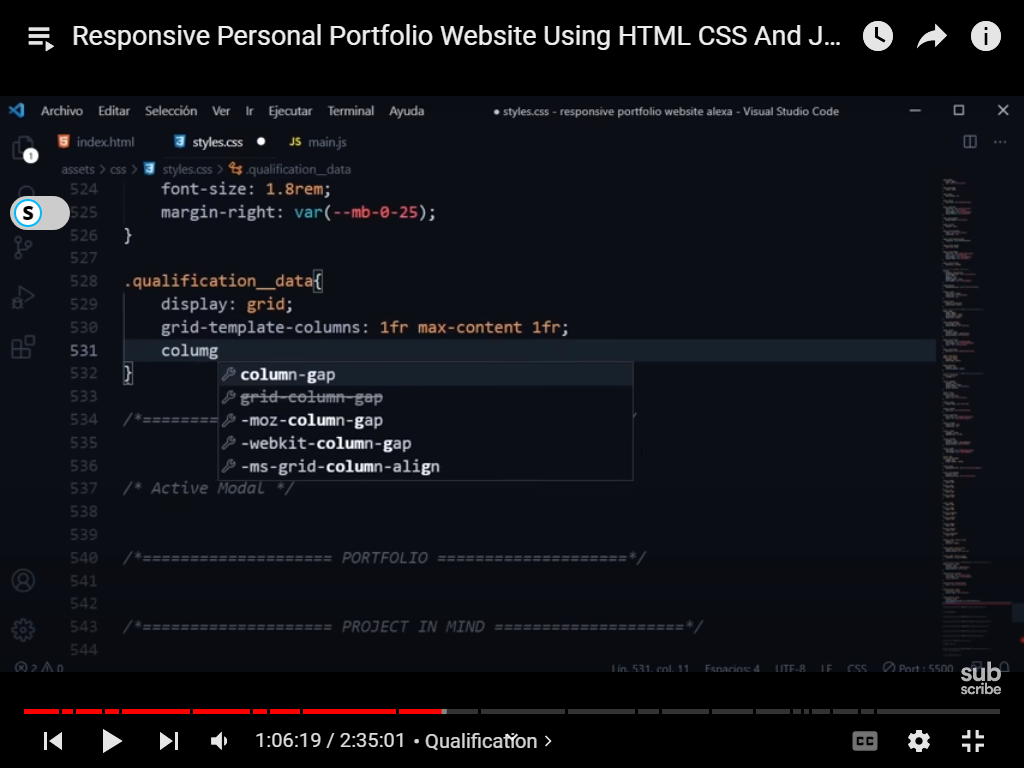 Responsive Personal Portfolio Website Using HTML CSS And J...
Archivo Editar Selección Ver Ir Ejecutar Terminal Ayuda ● styles.css - responsive portfolio website alexa - Visual Studio Code
index.html styles.css JS main.js
1
assets > css > styles.css > .qualification__data
S
524 font-size: 1.8rem;
525 margin-right: var(--mb-0-25);
526 }
527
528 .qualification__data{
529 display: grid;
530 grid-template-columns: 1fr max-content 1fr;
531 columg
532 }
column-gap
533
grid-column-gap
534 /*========
-moz-column-gap
535
-webkit-column-gap
536
-ms-grid-column-align
537 /* Active Modal */
538
539
540 /*==================== PORTFOLIO ====================*/
541
542
543 /*==================== PROJECT IN MIND ====================*/
544
2 0 Lín. 531, col. 11 Espacios: 4 UTF-8 LF CSS Port : 5500
sub
scribe
1:06:19 / 2:35:01 • Qualification >
CC